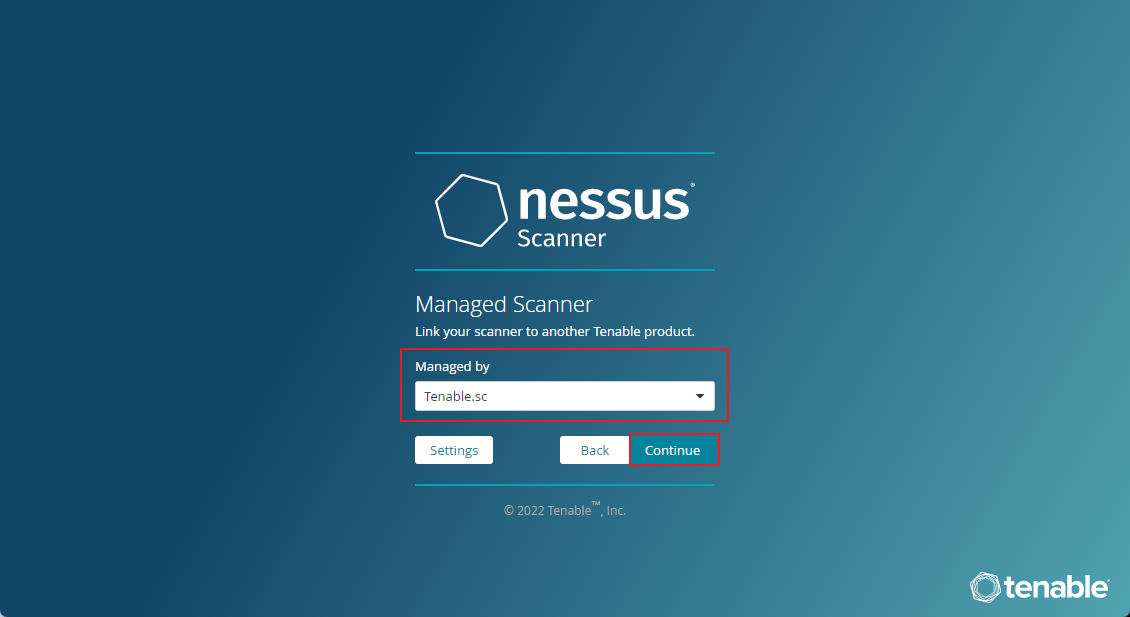 nessus®
Scanner
Managed Scanner
Link your scanner to another Tenable product.
Managed by
Tenable.sc
Settings Back Continue
© 2022 Tenable™, Inc.
tenable®